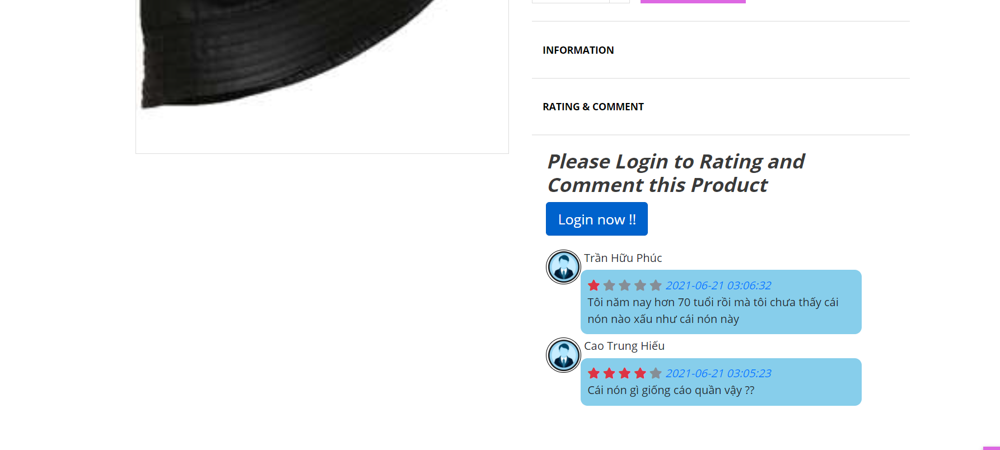 INFORMATION
RATING & COMMENT
Please Login to Rating and
Comment this Product
Login now !!
Trần Hữu Phúc
2021-06-21 03:06:32
Tôi năm nay hơn 70 tuổi rồi mà tôi chưa thấy cái
nón nào xấu như cái nón này
Cao Trung Hiếu
2021-06-21 03:05:23
Cái nón gì giống cáo quần vậy ??